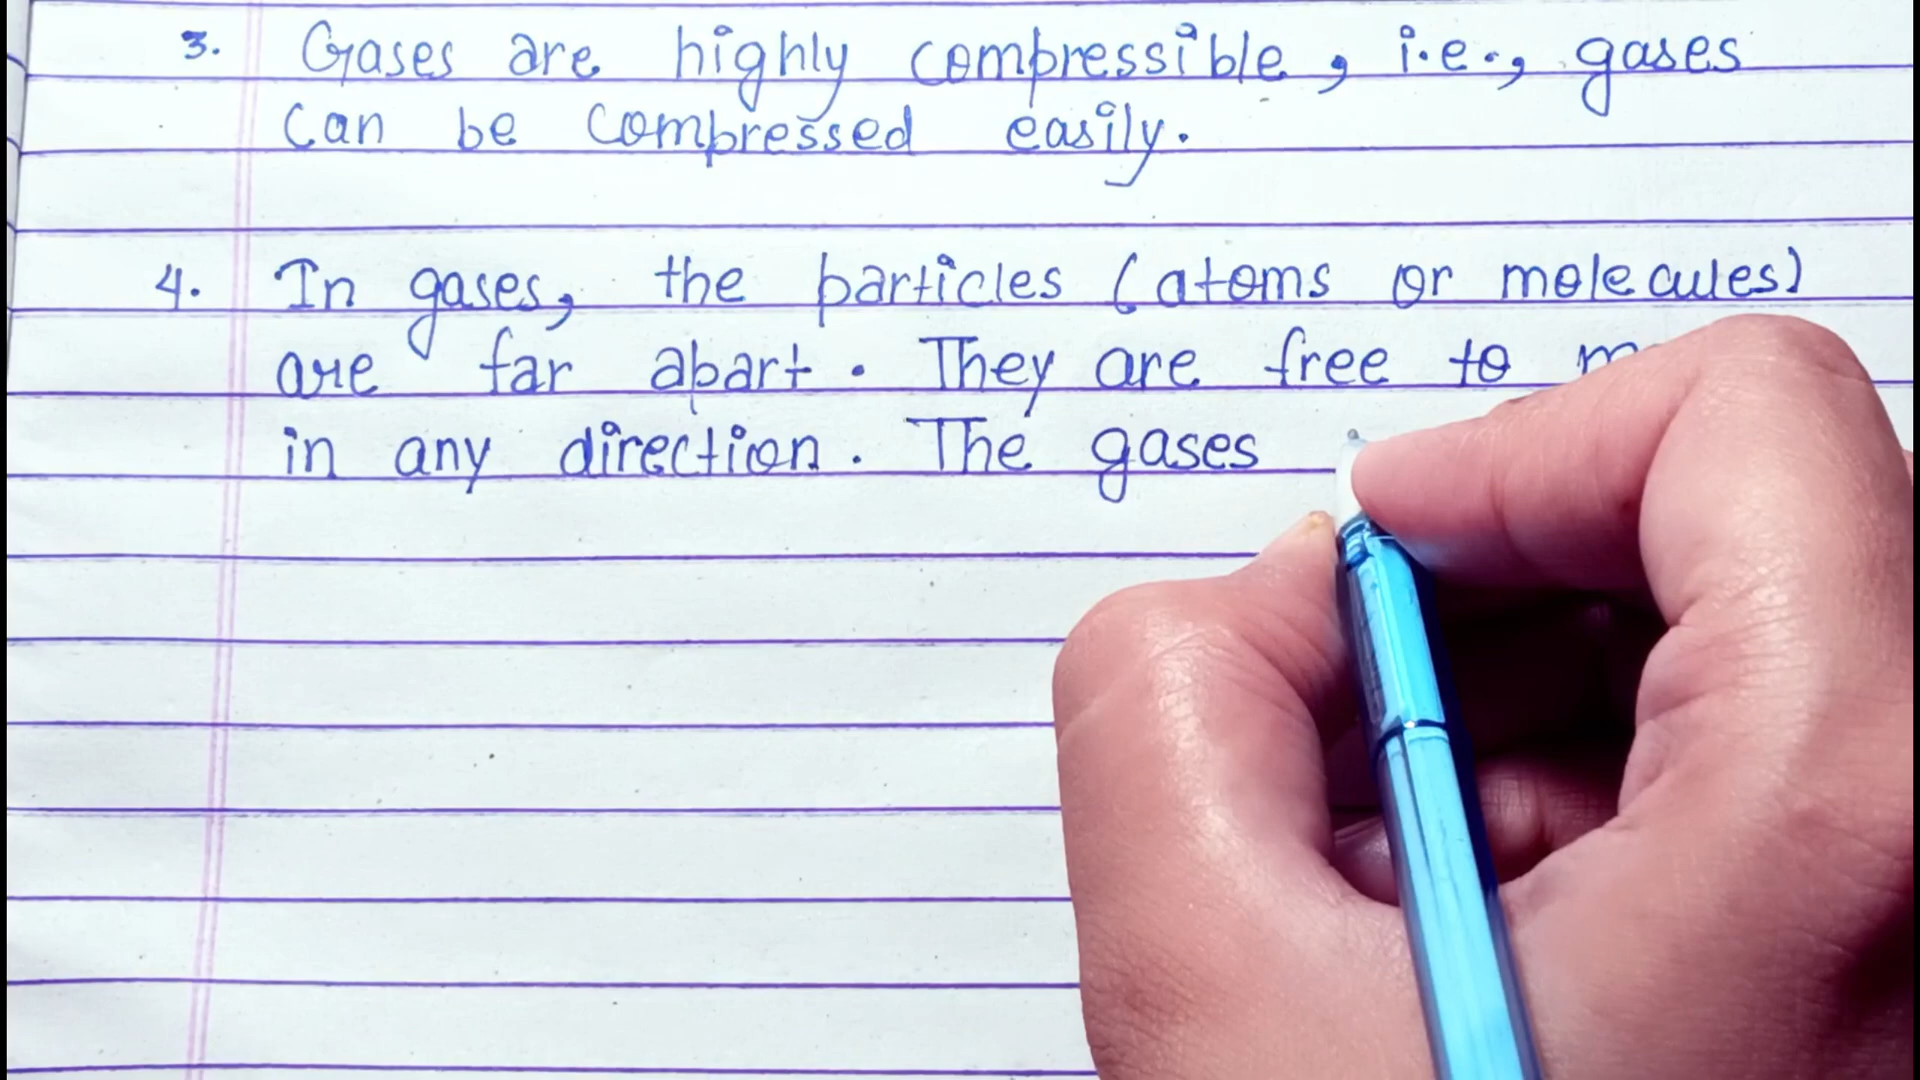 3. Gases are highly compressible, i.e., gases
can be compressed easily.
4. In gases, the particles (atoms or molecules)
are far apart. They are free to
in any direction. The gases